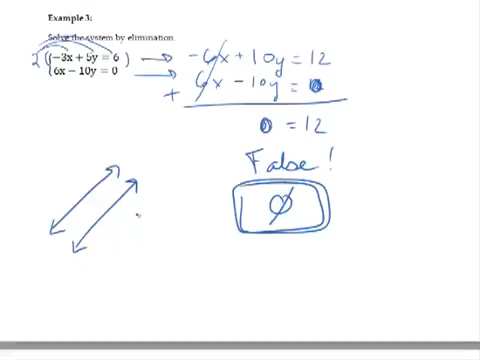 Example 3:
Solve the system by elimination.
2 ( −3x + 5y = 6 ) → −6x + 10y = 12
6x − 10y = 0 → 6x − 10y = 0
+
0 = 12
False!
∅